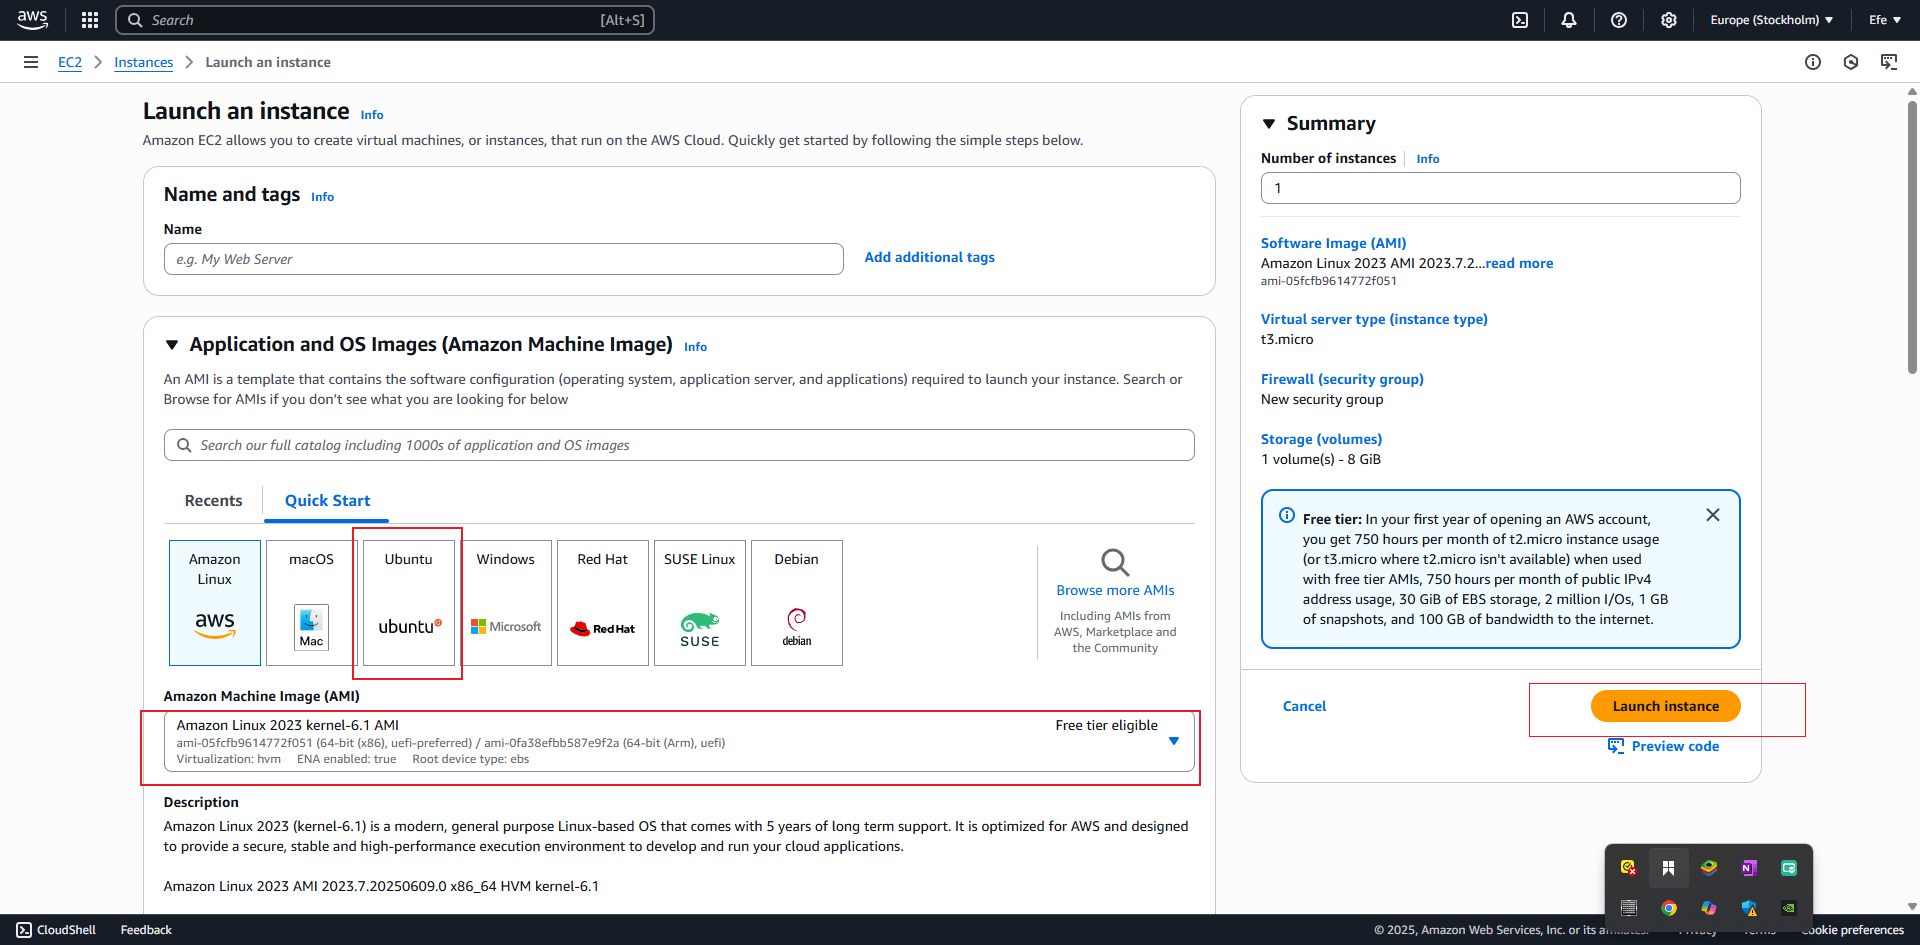 aws
Search
[Alt+S]
Europe (Stockholm)
Efe
EC2
Instances
Launch an instance
Launch an instance Info
Amazon EC2 allows you to create virtual machines, or instances, that run on the AWS Cloud. Quickly get started by following the simple steps below.
Name and tags Info
Name
e.g. My Web Server
Add additional tags
Application and OS Images (Amazon Machine Image) Info
An AMI is a template that contains the software configuration (operating system, application server, and applications) required to launch your instance. Search or
Browse for AMIs if you don't see what you are looking for below
Search our full catalog including 1000s of application and OS images
Recents
Quick Start
Amazon
Linux
aws
macOS
Mac
Ubuntu
ubuntu
Windows
Microsoft
Red Hat
Red Hat
SUSE Linux
SUSE
Debian
debian
Browse more AMIs
Including AMIs from
AWS, Marketplace and
the Community
Amazon Machine Image (AMI)
Amazon Linux 2023 kernel-6.1 AMI
Free tier eligible
ami-05fcfb9614772f051 (64-bit (x86), uefi-preferred) / ami-0fa38efbb587e9f2a (64-bit (Arm), uefi)
Virtualization: hvm ENA enabled: true Root device type: ebs
Description
Amazon Linux 2023 (kernel-6.1) is a modern, general purpose Linux-based OS that comes with 5 years of long term support. It is optimized for AWS and designed
to provide a secure, stable and high-performance execution environment to develop and run your cloud applications.
Amazon Linux 2023 AMI 2023.7.20250609.0 x86_64 HVM kernel-6.1
Summary
Number of instances Info
1
Software Image (AMI)
Amazon Linux 2023 AMI 2023.7.2...read more
ami-05fcfb9614772f051
Virtual server type (instance type)
t3.micro
Firewall (security group)
New security group
Storage (volumes)
1 volume(s) - 8 GiB
Free tier: In your first year of opening an AWS account,
you get 750 hours per month of t2.micro instance usage
(or t3.micro where t2.micro isn't available) when used
with free tier AMIs, 750 hours per month of public IPv4
address usage, 30 GiB of EBS storage, 2 million I/Os, 1 GB
of snapshots, and 100 GB of bandwidth to the internet.
Cancel
Launch instance
Preview code
CloudShell
Feedback
© 2025, Amazon Web Services, Inc. or its affiliates.
Privacy
Terms
Cookie preferences